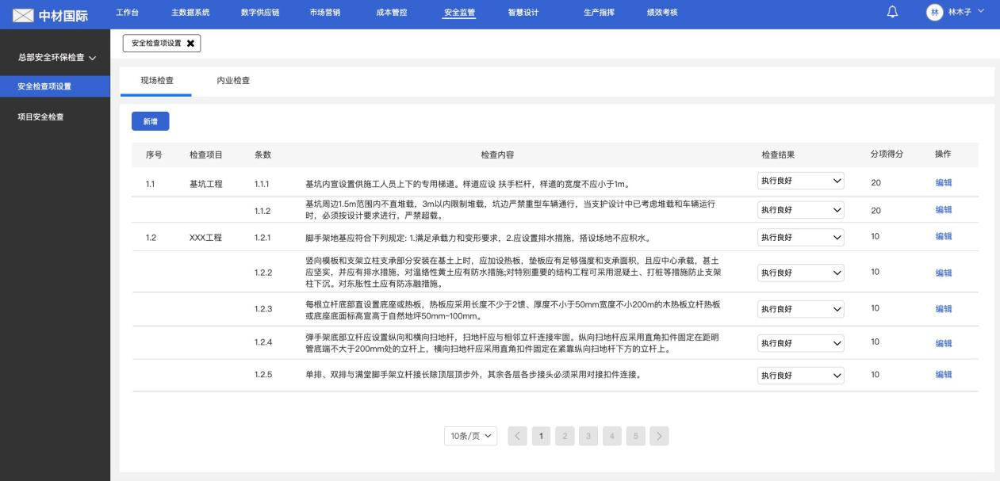 中材国际 工作台 主数据系统 数字供应链 市场营销 成本管控 安全监管 智慧设计 生产指挥 绩效考核 林 林木子
总部安全环保检查
安全检查项设置
项目安全检查
安全检查项设置
现场检查 内业检查
新增
序号 检查项目 条数 检查内容 检查结果 分项得分 操作
1.1 基坑工程 1.1.1 基坑内宣设置供施工人员上下的专用梯道。样道应设 扶手栏杆，样道的宽度不应小于1m。 执行良好 20 编辑
1.1.2 基坑周边1.5m范围内不直堆载，3m以内限制堆载，坑边严禁重型车辆通行，当支护设计中已考虑堆载和车辆运行
时，必须按设计要求进行，严禁超载。 执行良好 20 编辑
1.2 XXX工程 1.2.1 脚手架地基应符合下列规定: 1.满足承载力和变形要求，2.应设置排水措施，搭设场地不应积水。 执行良好 10 编辑
1.2.2 竖向模板和支架立柱支承部分安装在基土上时，应加设热板，垫板应有足够强度和支承面积，且应中心承载，甚土
应坚实，并应有排水措施，对温络性黄土应有防水措施;对特别重要的结构工程可采用混疑土、打桩等措施防止支架
柱下沉。对东胀性土应有防冻融措施。 执行良好 10 编辑
1.2.3 每根立杆底部直设置底座或热板，热板应采用长度不少于2馈、厚度不小于50mm宽度不小200m的木热板立杆热板
或底座底面标高宣高于自然地坪50mm~100mm。 执行良好 10 编辑
1.2.4 弹手架底部立杆应设置纵向和横向扫地杆，扫地杆应与相邻立杆连接牢固。纵向扫地杆应采用直角扣件固定在距明
管底端不大于200mm处的立杆上，横向扫地杆应采用直角扣件固定在紧靠纵向扫地杆下方的立杆上。 执行良好 10 编辑
1.2.5 单排、双排与满堂脚手架立杆接长除顶层顶步外，其余各层各步接头必须采用对接扣件连接。 执行良好 10 编辑
10条/页 1 2 3 4 5